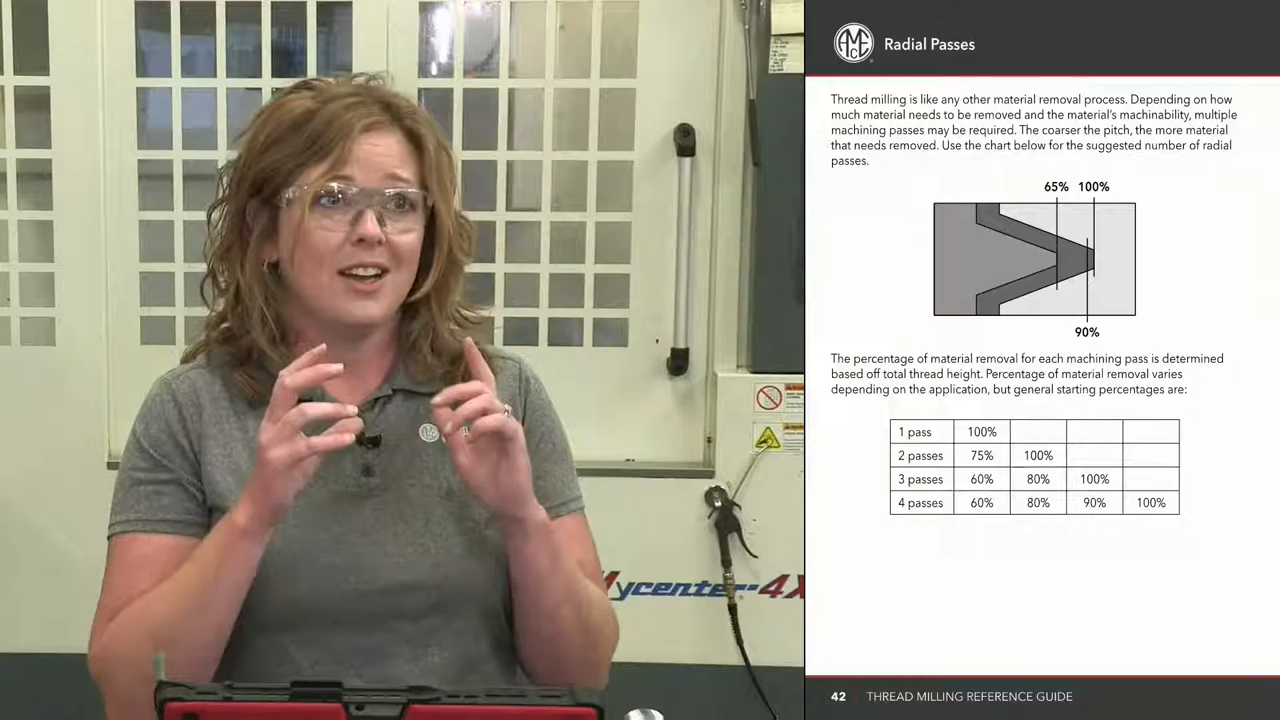 AMEC
Radial Passes
Thread milling is like any other material removal process. Depending on how
much material needs to be removed and the material's machinability, multiple
machining passes may be required. The coarser the pitch, the more material
that needs removed. Use the chart below for the suggested number of radial
passes.
65% 100%
90%
The percentage of material removal for each machining pass is determined
based off total thread height. Percentage of material removal varies
depending on the application, but general starting percentages are:
1 pass 100%
2 passes 75% 100%
3 passes 60% 80% 100%
4 passes 60% 80% 90% 100%
42 THREAD MILLING REFERENCE GUIDE
Mycenter-4X